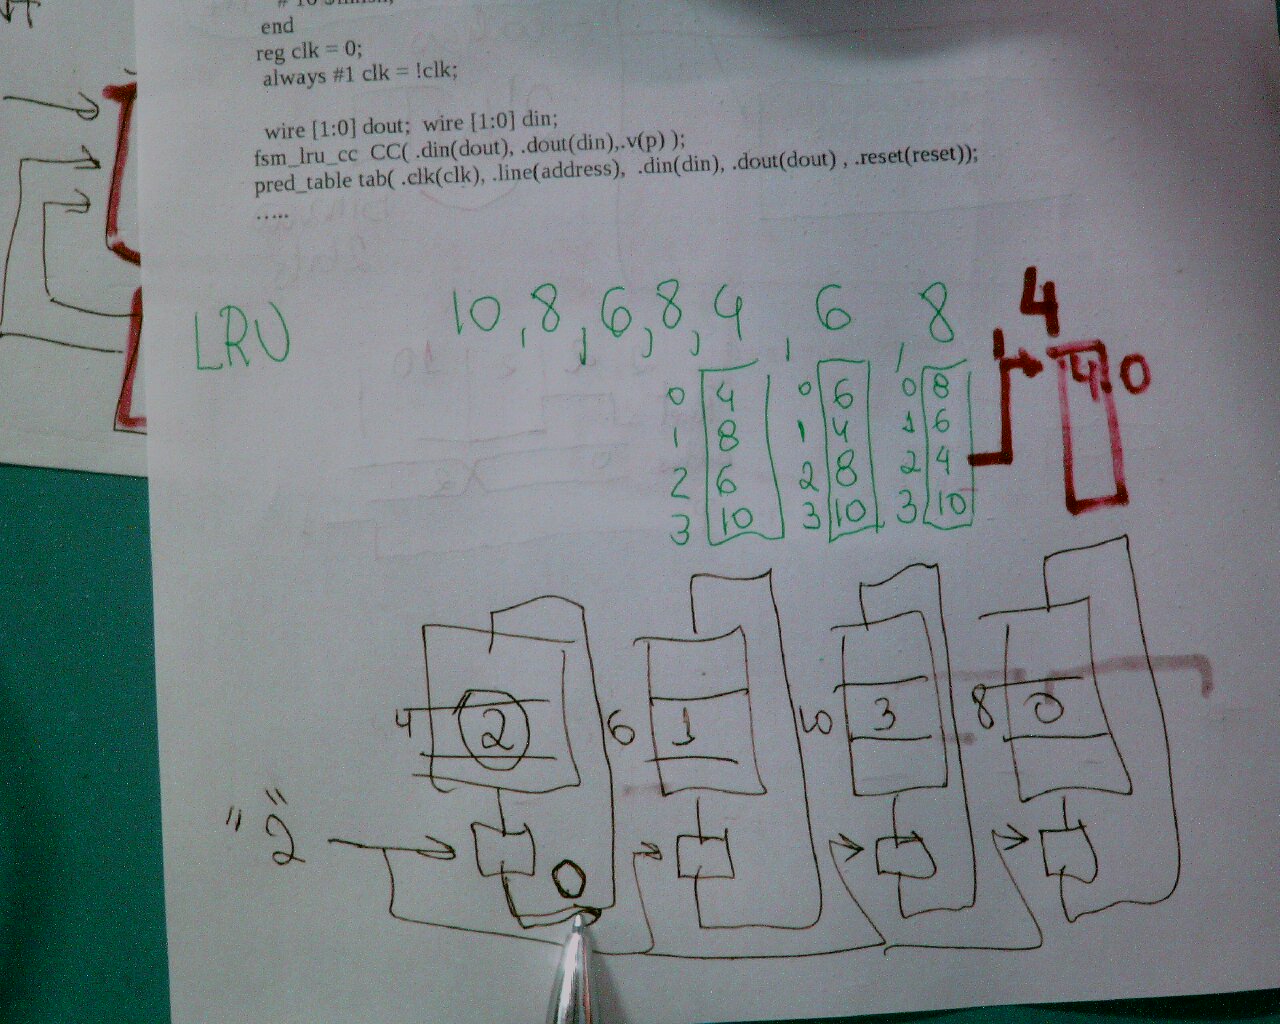 end
reg clk = 0;
always #1 clk = !clk;
wire [1:0] dout; wire [1:0] din;
fsm_lru_cc CC( .din(dout), .dout(din),.v(p) );
pred_table tab( .clk(clk), .line(address), .din(din), .dout(dout) , .reset(reset));
.....
LRU 10, 8, 6, 8, 4, 6, 8 4
0 4 0 6 0 8 4 0
1 8 1 4 1 6
2 6 2 8 2 4
3 10 3 10 3 10
4 2 6 1 10 3 8 0
"2"
0